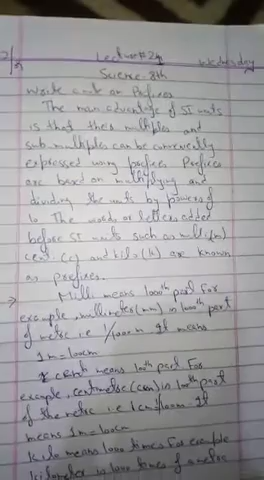 Lecture # 24 Wednesday
Science 8th
Write a note on Prefixes
The main advantage of SI units
is that their multiples and
sub multiples can be conveniently
expressed using prefixes. Prefixes
are based on multiplying and
dividing the units by powers of
10. The words or letters added
before SI units such as milli (m)
centi (c) and kilo (k) are known
as prefixes.
Milli means 1000th part For
example, millimeter (mm) is 1000th part
of metre i.e 1/1000 m It means
1m = 100cm
centi means 100th part For
example, centimetre (cm) is 100th part
of the metre i.e 1cm = 1/100 m It
means 1m = 100cm
kilo means 1000 times For example
kilometer is 1000 times of a metre